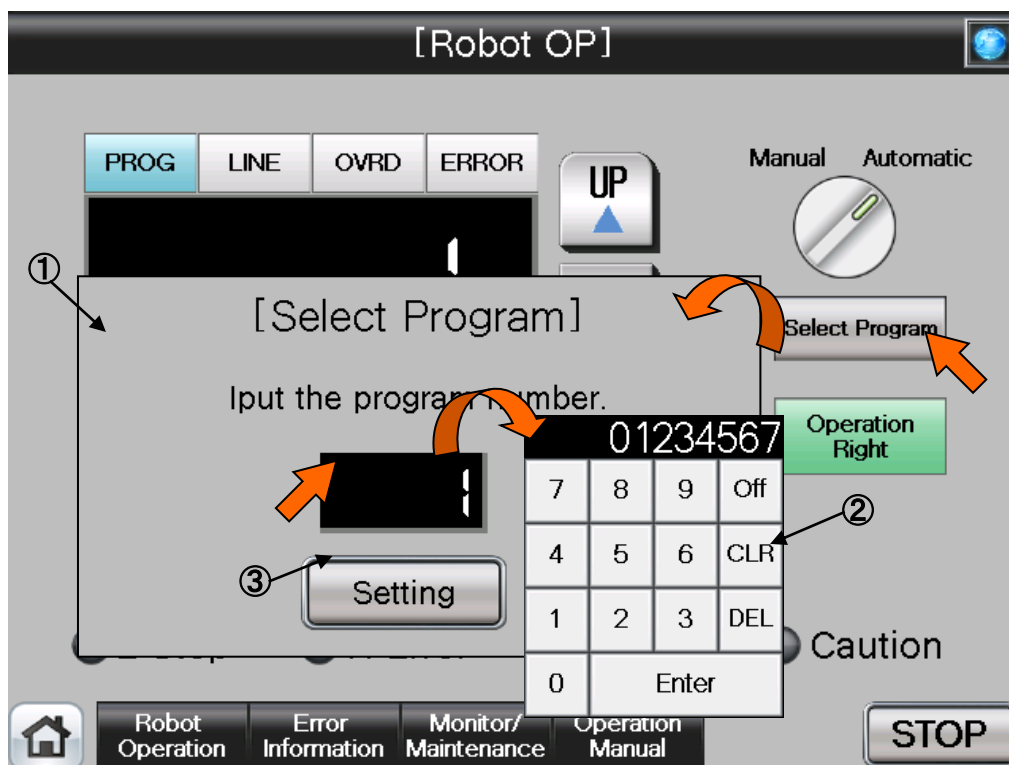 [Robot OP]
PROG LINE OVRD ERROR
UP
Manual Automatic
1
①
[Select Program]
Select Program
Iput the program number.
Operation
Right
01234567
1
7 8 9 Off
②
4 5 6 CLR
③
Setting
1 2 3 DEL
Caution
0 Enter
Robot
Operation
Error
Information
Monitor/
Maintenance
Operation
Manual
STOP